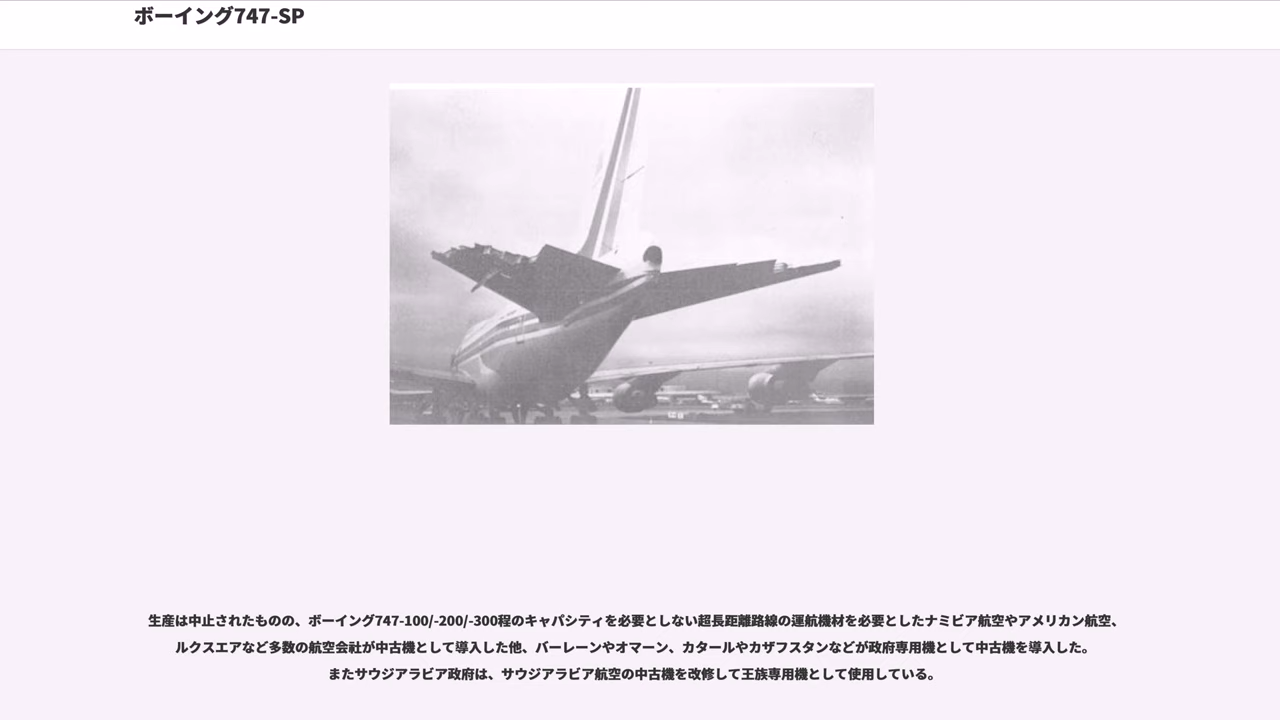 ボーイング747-SP
生産は中止されたものの、ボーイング747-100/-200/-300程のキャパシティを必要としない超長距離路線の運航機材を必要としたナミビア航空やアメリカン航空、
ルクスエアなど多数の航空会社が中古機として導入した他、バーレーンやオマーン、カタールやカザフスタンなどが政府専用機として中古機を導入した。
またサウジアラビア政府は、サウジアラビア航空の中古機を改修して王族専用機として使用している。